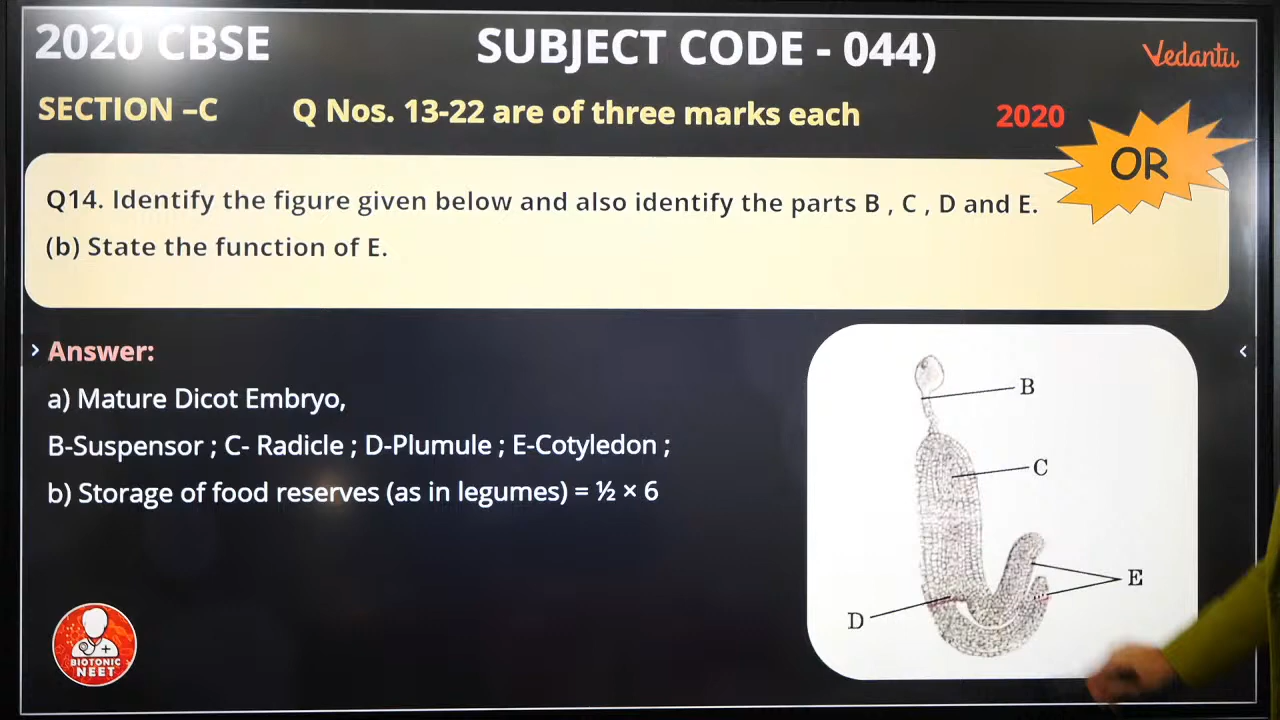 2020 CBSE SUBJECT CODE - 044)
Vedantu
SECTION –C Q Nos. 13-22 are of three marks each 2020
OR
Q14. Identify the figure given below and also identify the parts B , C , D and E.
(b) State the function of E.
Answer:
a) Mature Dicot Embryo,
B-Suspensor ; C- Radicle ; D-Plumule ; E-Cotyledon ;
b) Storage of food reserves (as in legumes) = ½ × 6
B
C
E
D
BIOTONIC
NEET